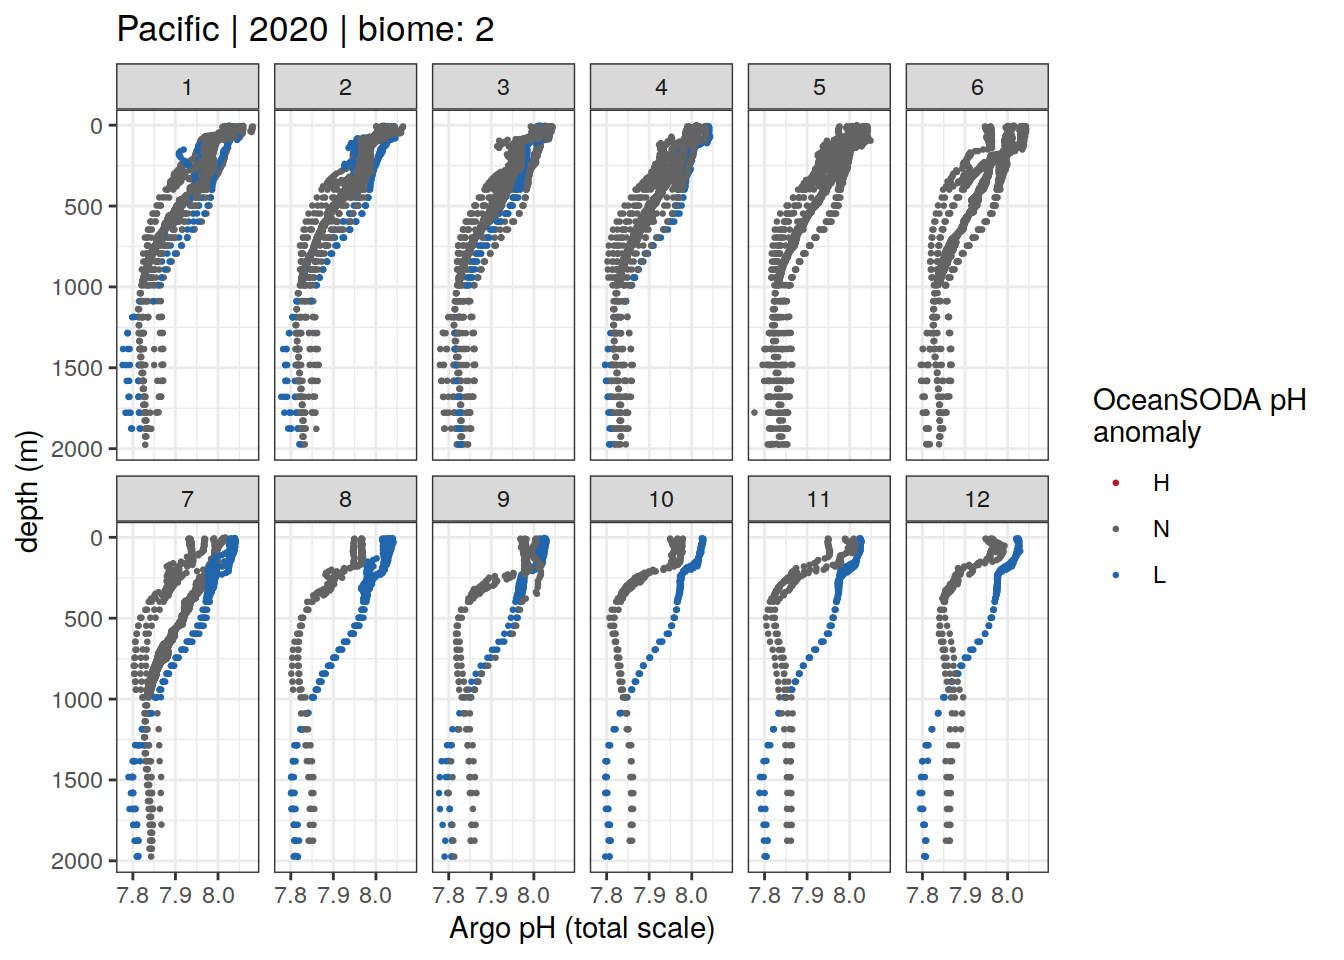 Pacific | 2020 | biome: 2
1 2 3 4 5 6
0
500
1000
1500
2000
7 8 9 10 11 12
0
500
1000
1500
2000
7.8 7.9 8.0 7.8 7.9 8.0 7.8 7.9 8.0 7.8 7.9 8.0 7.8 7.9 8.0 7.8 7.9 8.0
Argo pH (total scale)
depth (m)
OceanSODA pH
anomaly
H
N
L